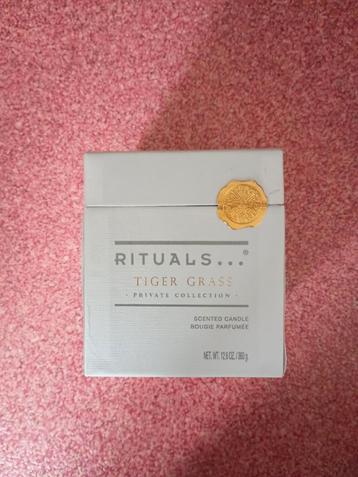 RITUALS...®
TIGER GRASS
· PRIVATE COLLECTION ·
SCENTED CANDLE
BOUGIE PARFUMÉE
NET. WT. 12.6 OZ. / 360 g